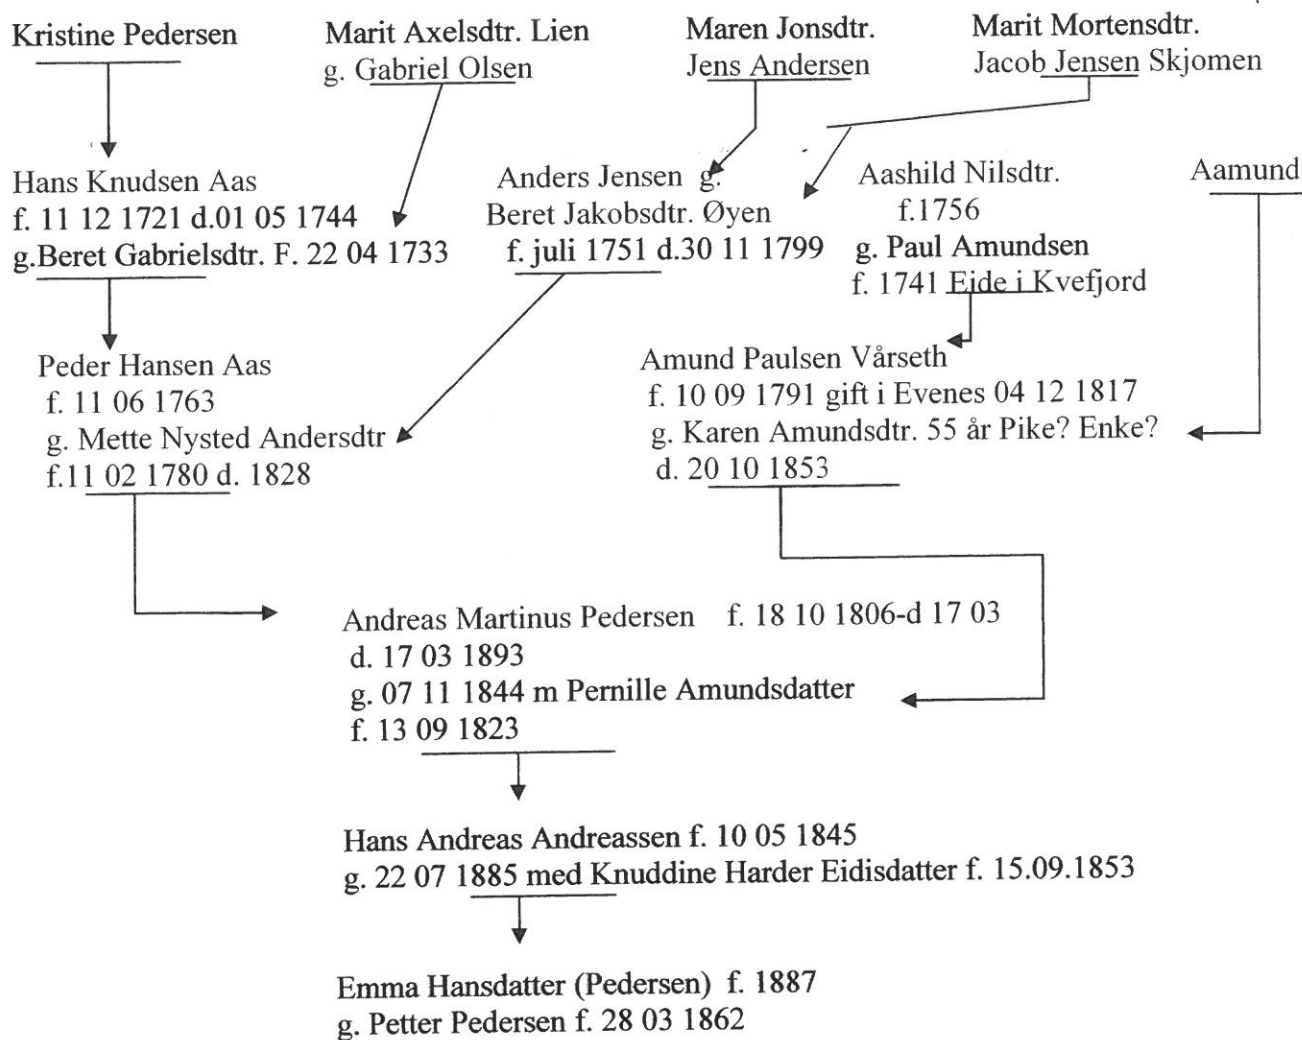 Kristine Pedersen
Marit Axelsdtr. Lien
g. Gabriel Olsen
Maren Jonsdtr.
Jens Andersen
Marit Mortensdtr.
Jacob Jensen Skjomen
Hans Knudsen Aas
f. 11 12 1721 d.01 05 1744
g.Beret Gabrielsdtr. F. 22 04 1733
Anders Jensen g.
Beret Jakobsdtr. Øyen
f. juli 1751 d.30 11 1799
Aashild Nilsdtr.
f.1756
g. Paul Amundsen
f. 1741 Eide i Kvefjord
Aamund
Peder Hansen Aas
f. 11 06 1763
g. Mette Nysted Andersdtr
f.11 02 1780 d. 1828
Amund Paulsen Vårseth
f. 10 09 1791 gift i Evenes 04 12 1817
g. Karen Amundsdtr. 55 år Pike? Enke?
d. 20 10 1853
Andreas Martinus Pedersen f. 18 10 1806-d 17 03
d. 17 03 1893
g. 07 11 1844 m Pernille Amundsdatter
f. 13 09 1823
Hans Andreas Andreassen f. 10 05 1845
g. 22 07 1885 med Knuddine Harder Eidisdatter f. 15.09.1853
Emma Hansdatter (Pedersen) f. 1887
g. Petter Pedersen f. 28 03 1862